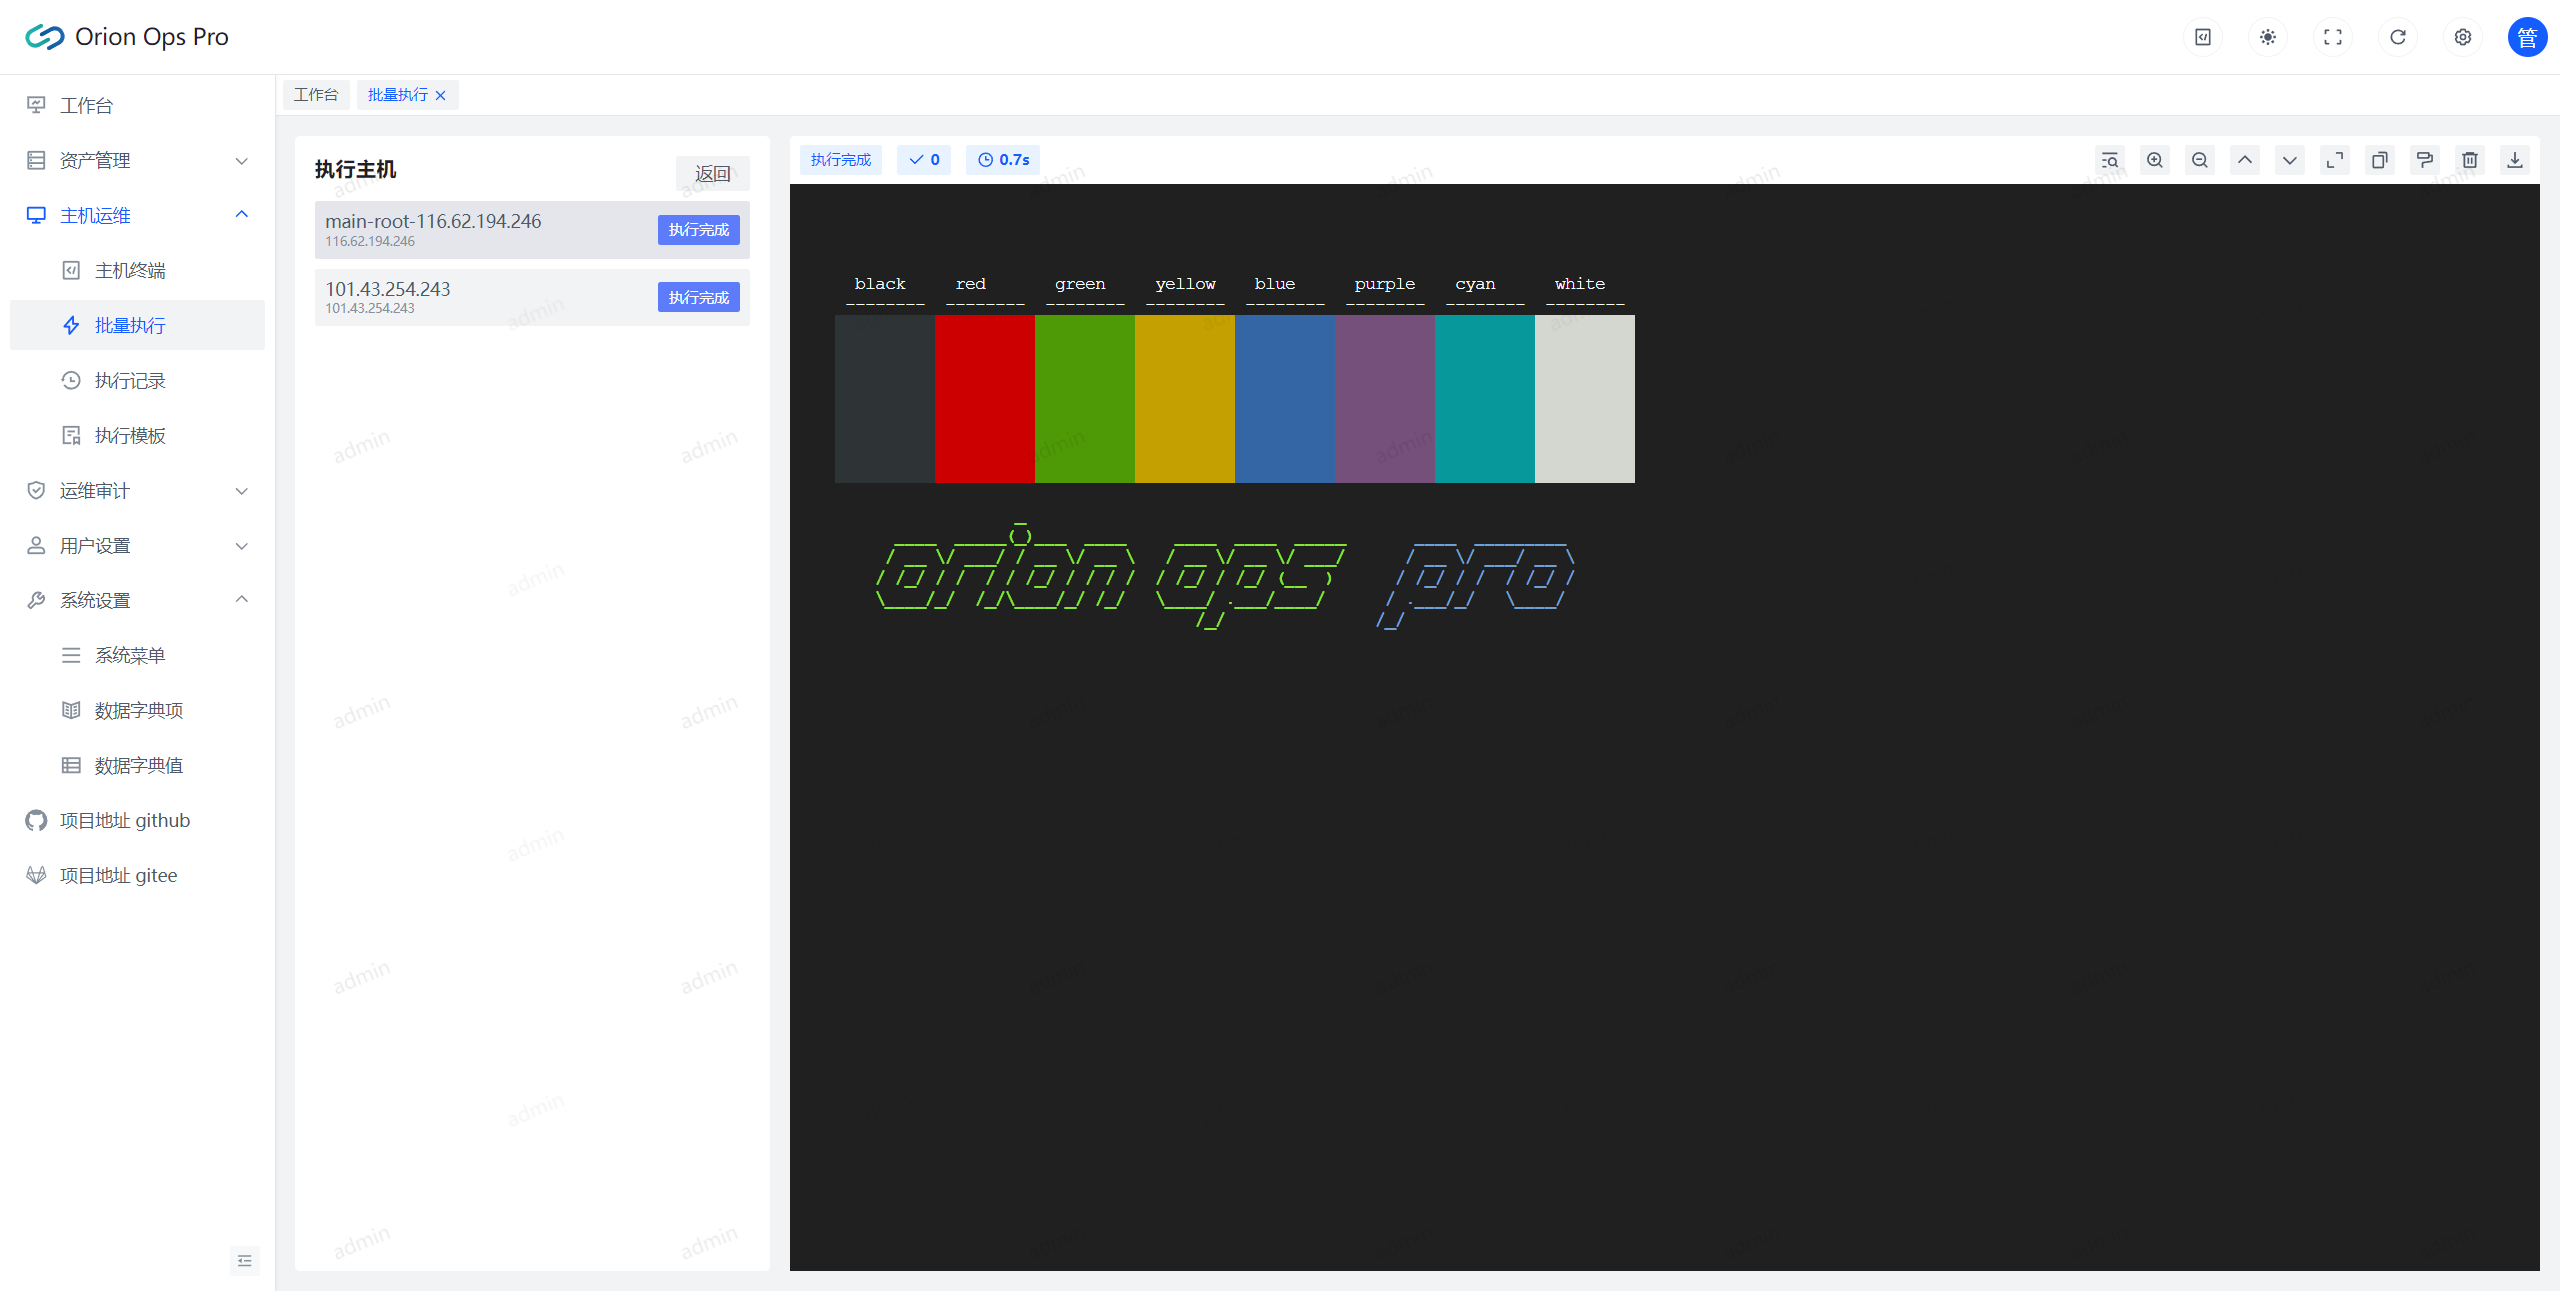 Orion Ops Pro
管
工作台
资产管理
主机运维
主机终端
批量执行
执行记录
执行模板
运维审计
用户设置
系统设置
系统菜单
数据字典项
数据字典值
项目地址 github
项目地址 gitee
工作台
批量执行
执行主机
返回
main-root-116.62.194.246
116.62.194.246
执行完成
101.43.254.243
101.43.254.243
执行完成
执行完成
0
0.7s
black red green yellow blue purple cyan white
-------- -------- -------- -------- -------- -------- -------- --------
orion ops pro
admin